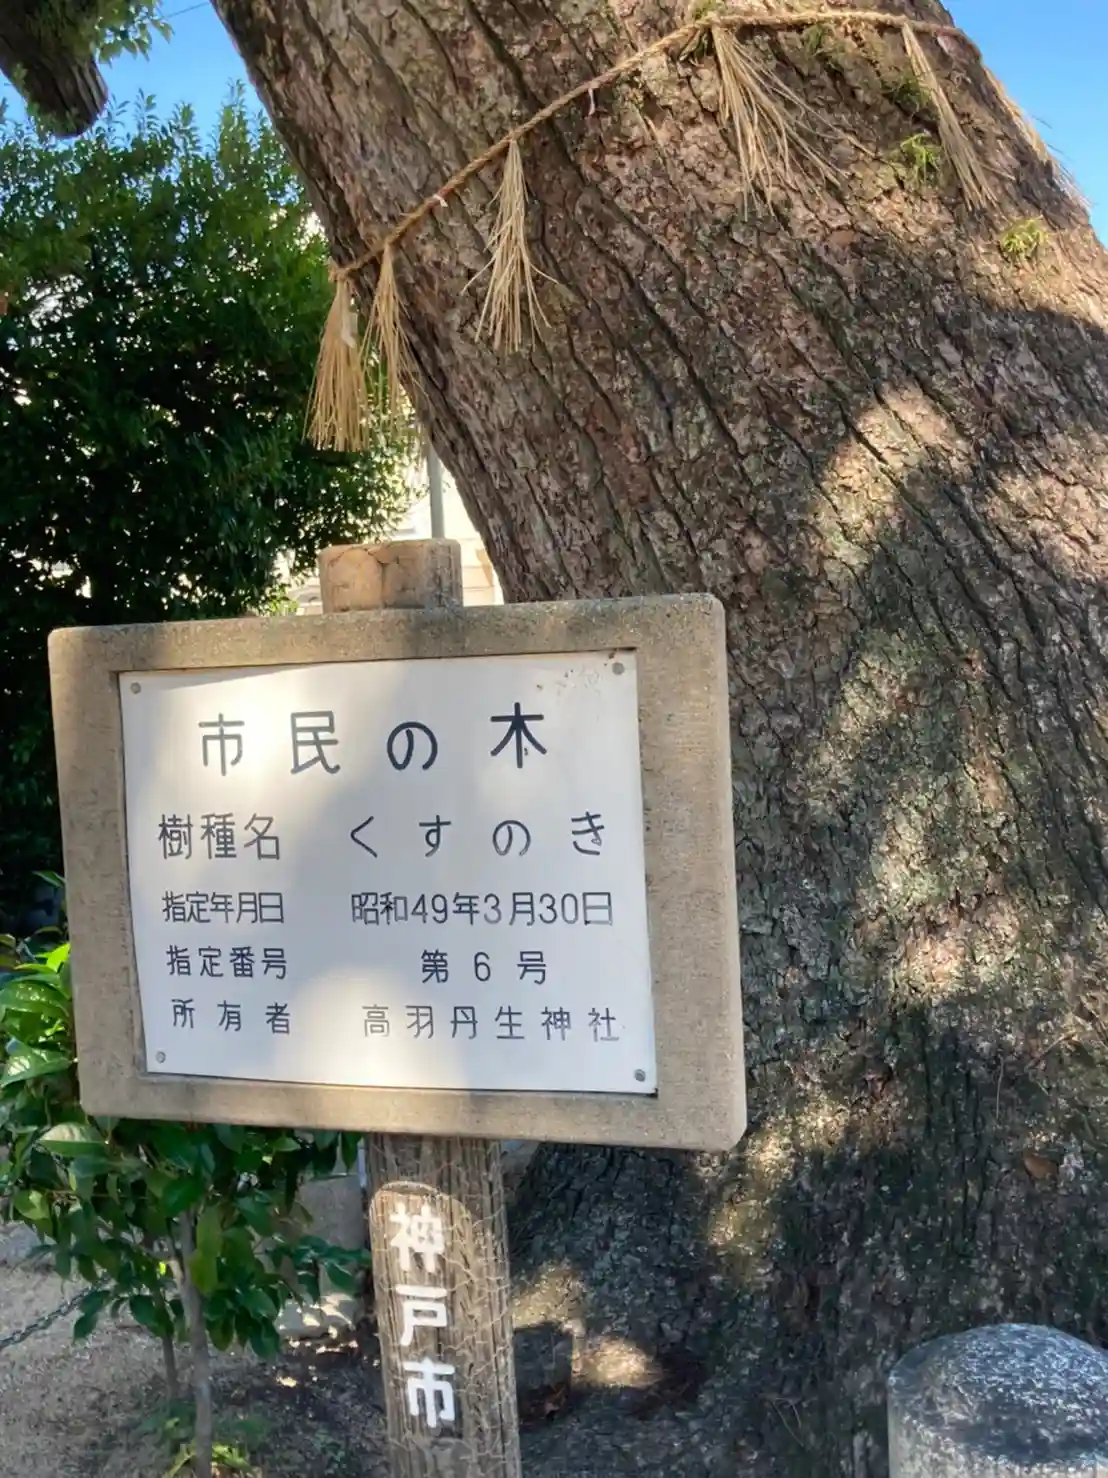 市民の木
樹種名 くすのき
指定年月日 昭和49年3月30日
指定番号 第6号
所有者 高羽丹生神社
神戸市